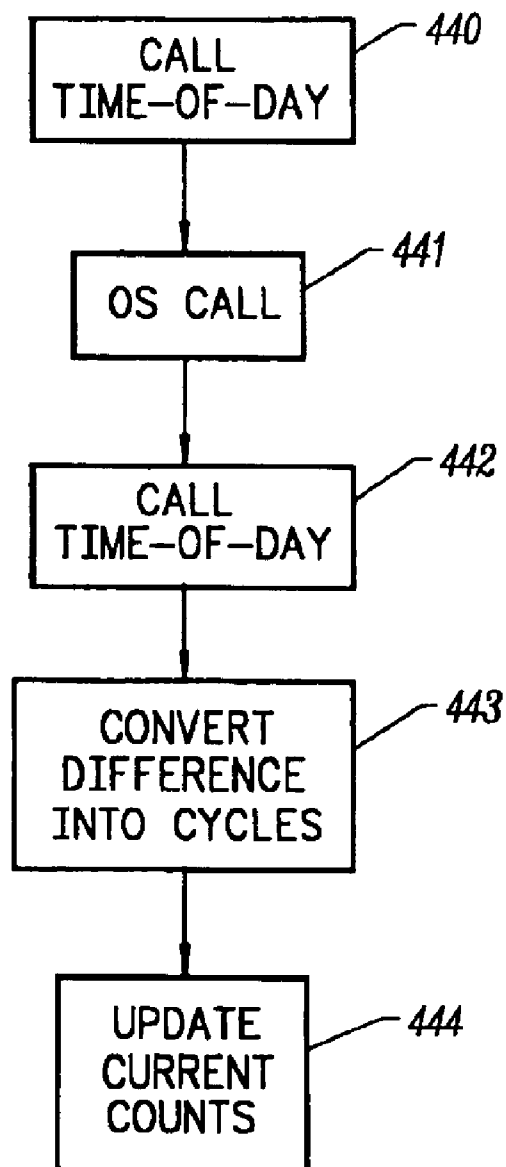 440
CALL
TIME-OF-DAY
441
OS CALL
442
CALL
TIME-OF-DAY
443
CONVERT
DIFFERENCE
INTO CYCLES
444
UPDATE
CURRENT
COUNTS